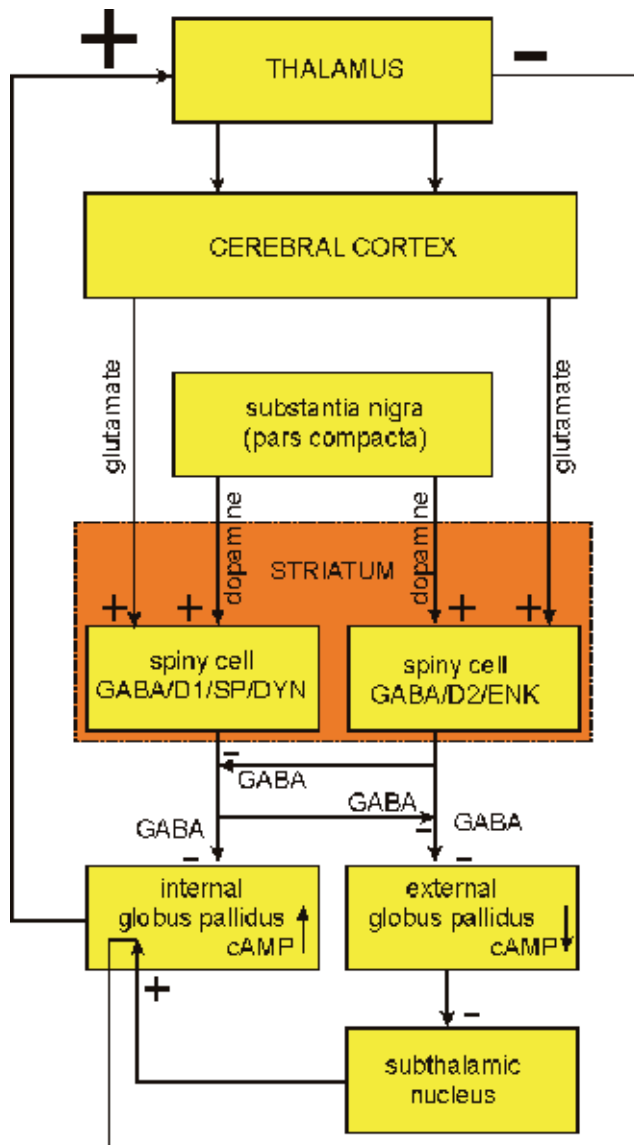 +
-
THALAMUS
CEREBRAL CORTEX
glutamate
glutamate
substantia nigra
(pars compacta)
dopamine
dopamine
STRIATUM
+
+
+
+
spiny cell
GABA/D1/SP/DYN
spiny cell
GABA/D2/ENK
-
GABA
GABA
-
GABA
GABA
-
-
internal
globus pallidus
cAMP
external
globus pallidus
cAMP
+
-
subthalamic
nucleus